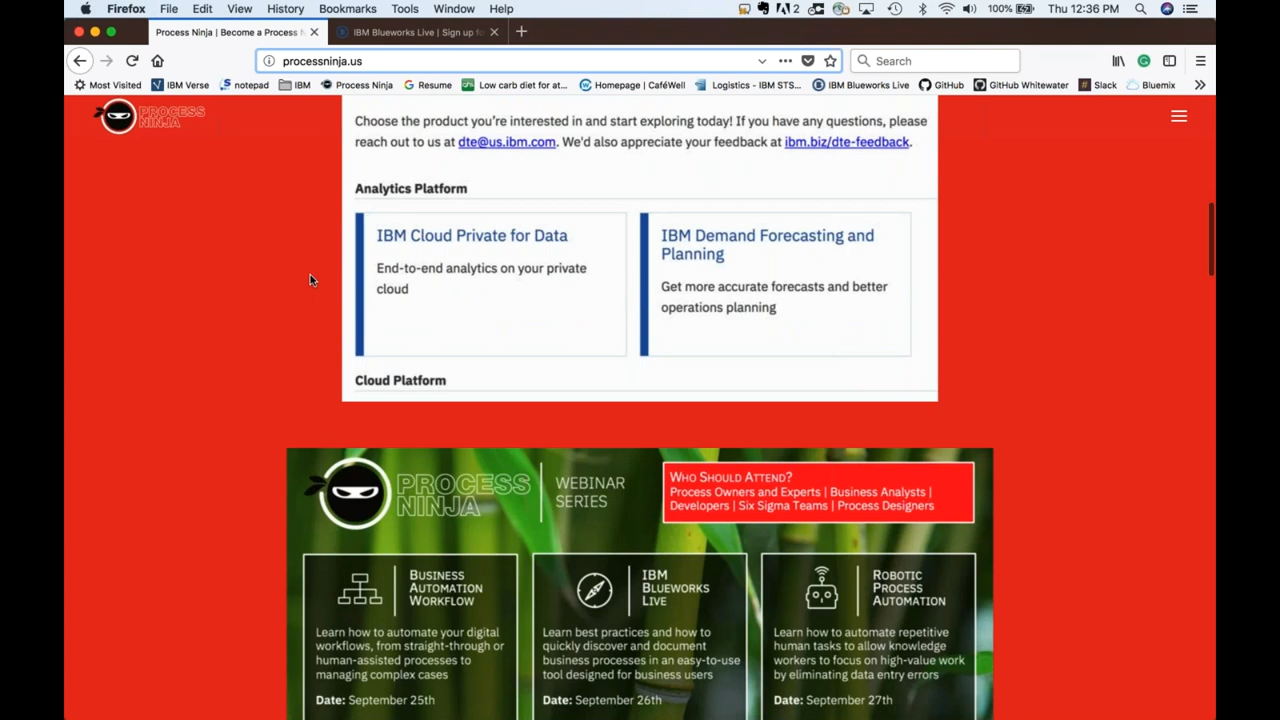 Firefox File Edit View History Bookmarks Tools Window Help
2 100% Thu 12:36 PM
Process Ninja | Become a Process
IBM Blueworks Live | Sign up fo
processninja.us
Search
Most Visited IBM Verse notepad IBM Process Ninja Resume Low carb diet for at... Homepage | CaféWell Logistics - IBM STS... IBM Blueworks Live GitHub GitHub Whitewater Slack Bluemix
PROCESS
NINJA
Choose the product you're interested in and start exploring today! If you have any questions, please
reach out to us at dte@us.ibm.com. We'd also appreciate your feedback at ibm.biz/dte-feedback.
Analytics Platform
IBM Cloud Private for Data
End-to-end analytics on your private
cloud
IBM Demand Forecasting and
Planning
Get more accurate forecasts and better
operations planning
Cloud Platform
PROCESS
NINJA
WEBINAR
SERIES
WHO SHOULD ATTEND?
Process Owners and Experts | Business Analysts |
Developers | Six Sigma Teams | Process Designers
BUSINESS
AUTOMATION
WORKFLOW
Learn how to automate your digital
workflows, from straight-through or
human-assisted processes to
managing complex cases
Date: September 25th
IBM
BLUEWORKS
LIVE
Learn best practices and how to
quickly discover and document
business processes in an easy-to-use
tool designed for business users
Date: September 26th
ROBOTIC
PROCESS
AUTOMATION
Learn how to automate repetitive
human tasks to allow knowledge
workers to focus on high-value work
by eliminating data entry errors
Date: September 27th